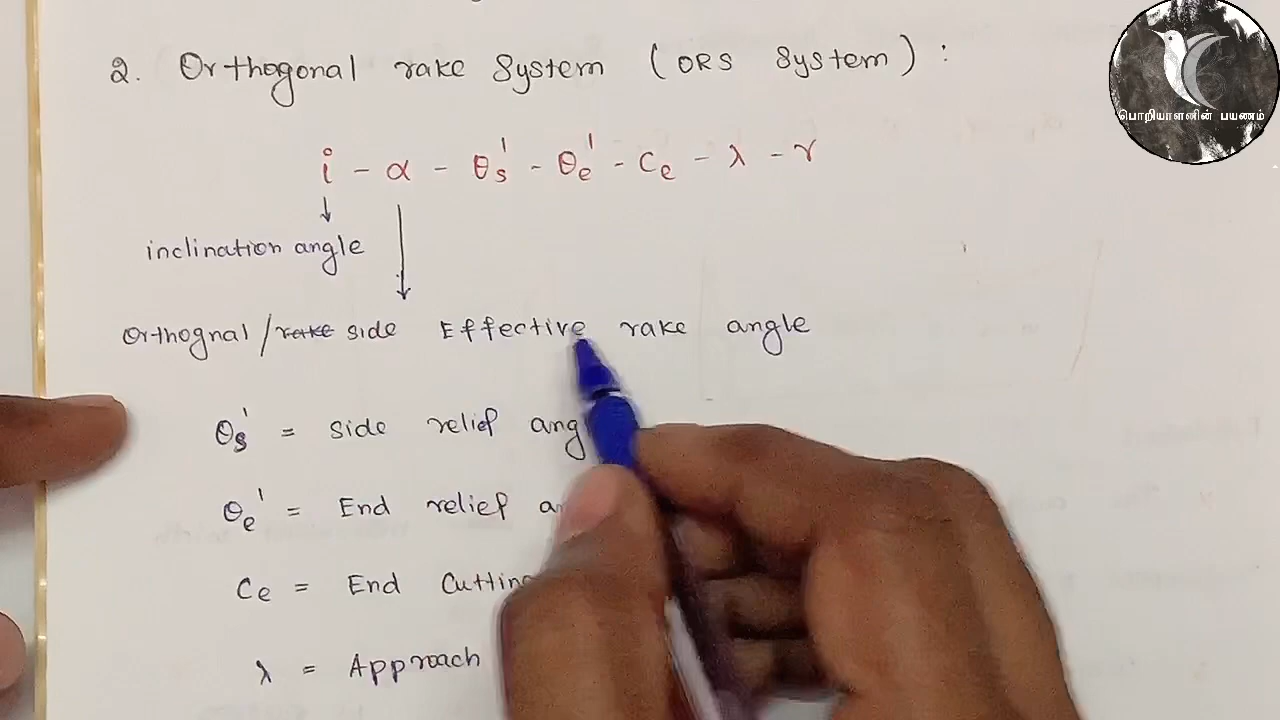 2. Orthogonal rake System (ORS System) :
பொறியாளனின் பயணம்
i - α - θs' - θe' - Ce - λ - r
inclination angle
Orthognal/rake side Effective rake angle
θs' = Side relief ang
θe' = End relief
Ce = End Cutting
λ = Approach